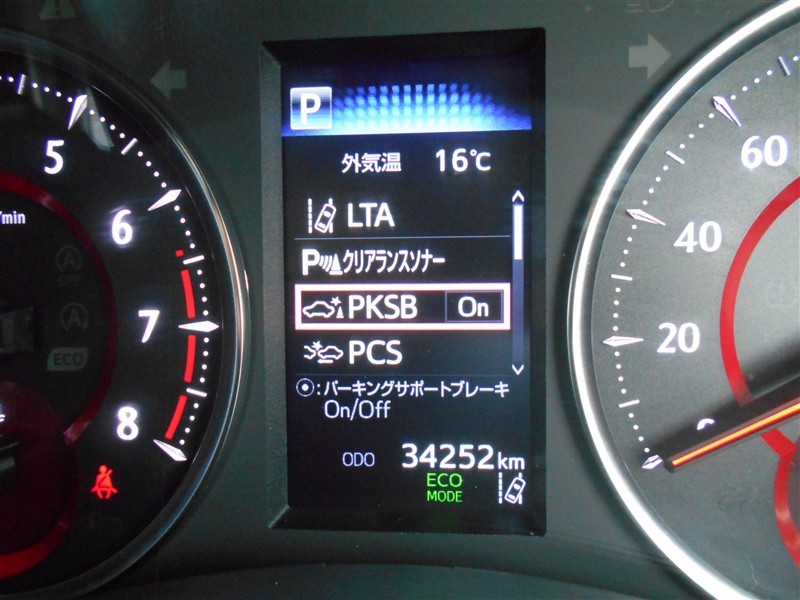 P
外気温 16℃
LTA
P クリアランスソナー
PKSB On
PCS
:パーキングサポートブレーキ
On/Off
ODO 34252km
ECO
MODE
/min
5
6
7
8
ECO
60
40
20